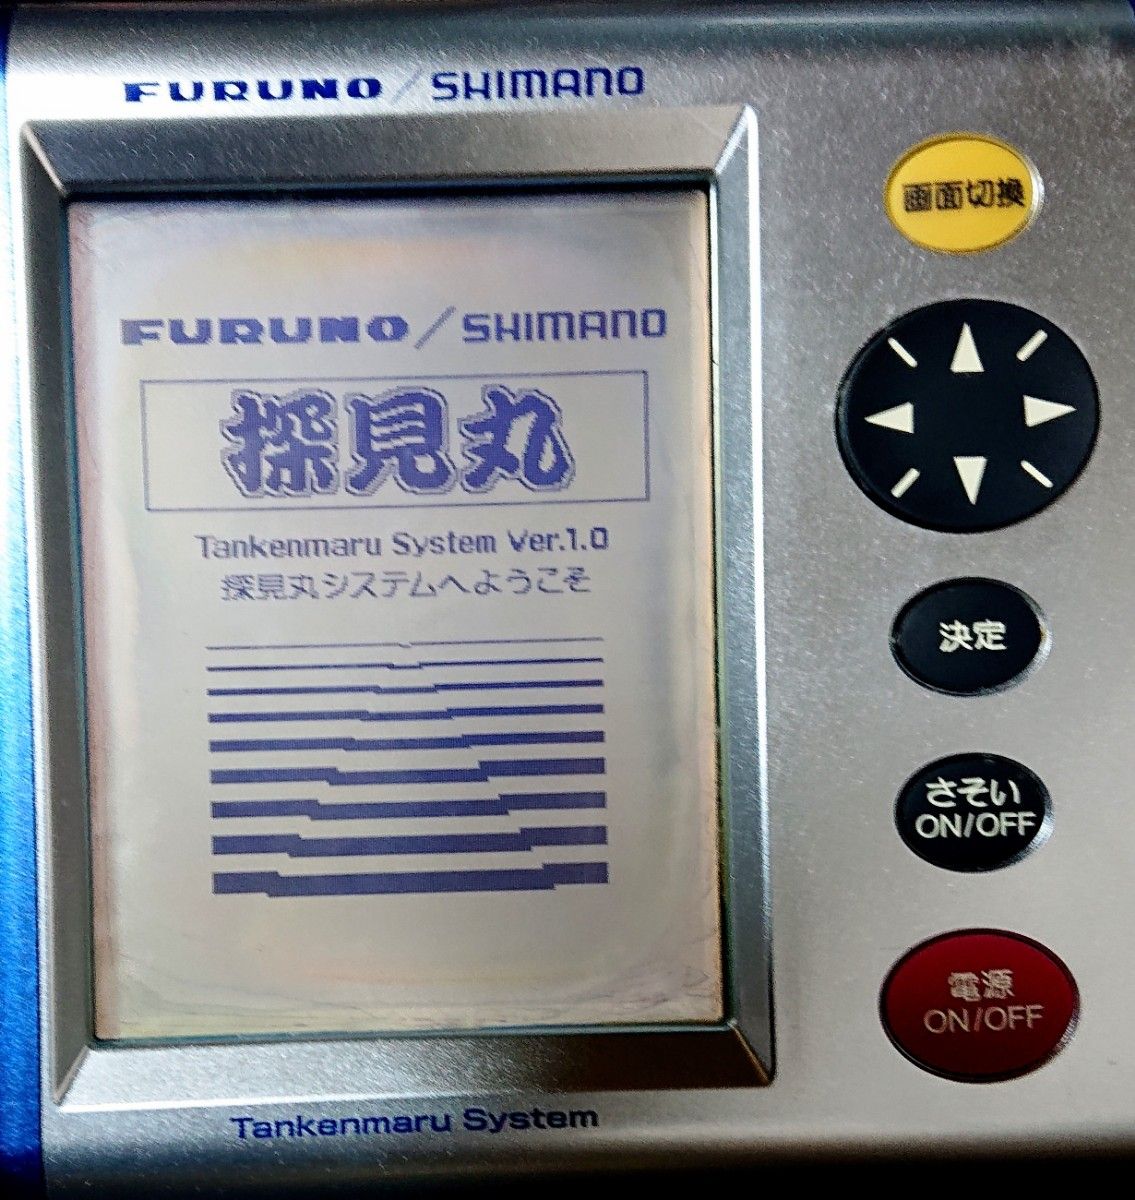 FURUNO/SHIMANO
FURUNO/SHIMANO
探見丸
Tankenmaru System Ver.1.0
探見丸システムへようこそ
Tankenmaru System
画面切換
決定
さそい
ON/OFF
電源
ON/OFF